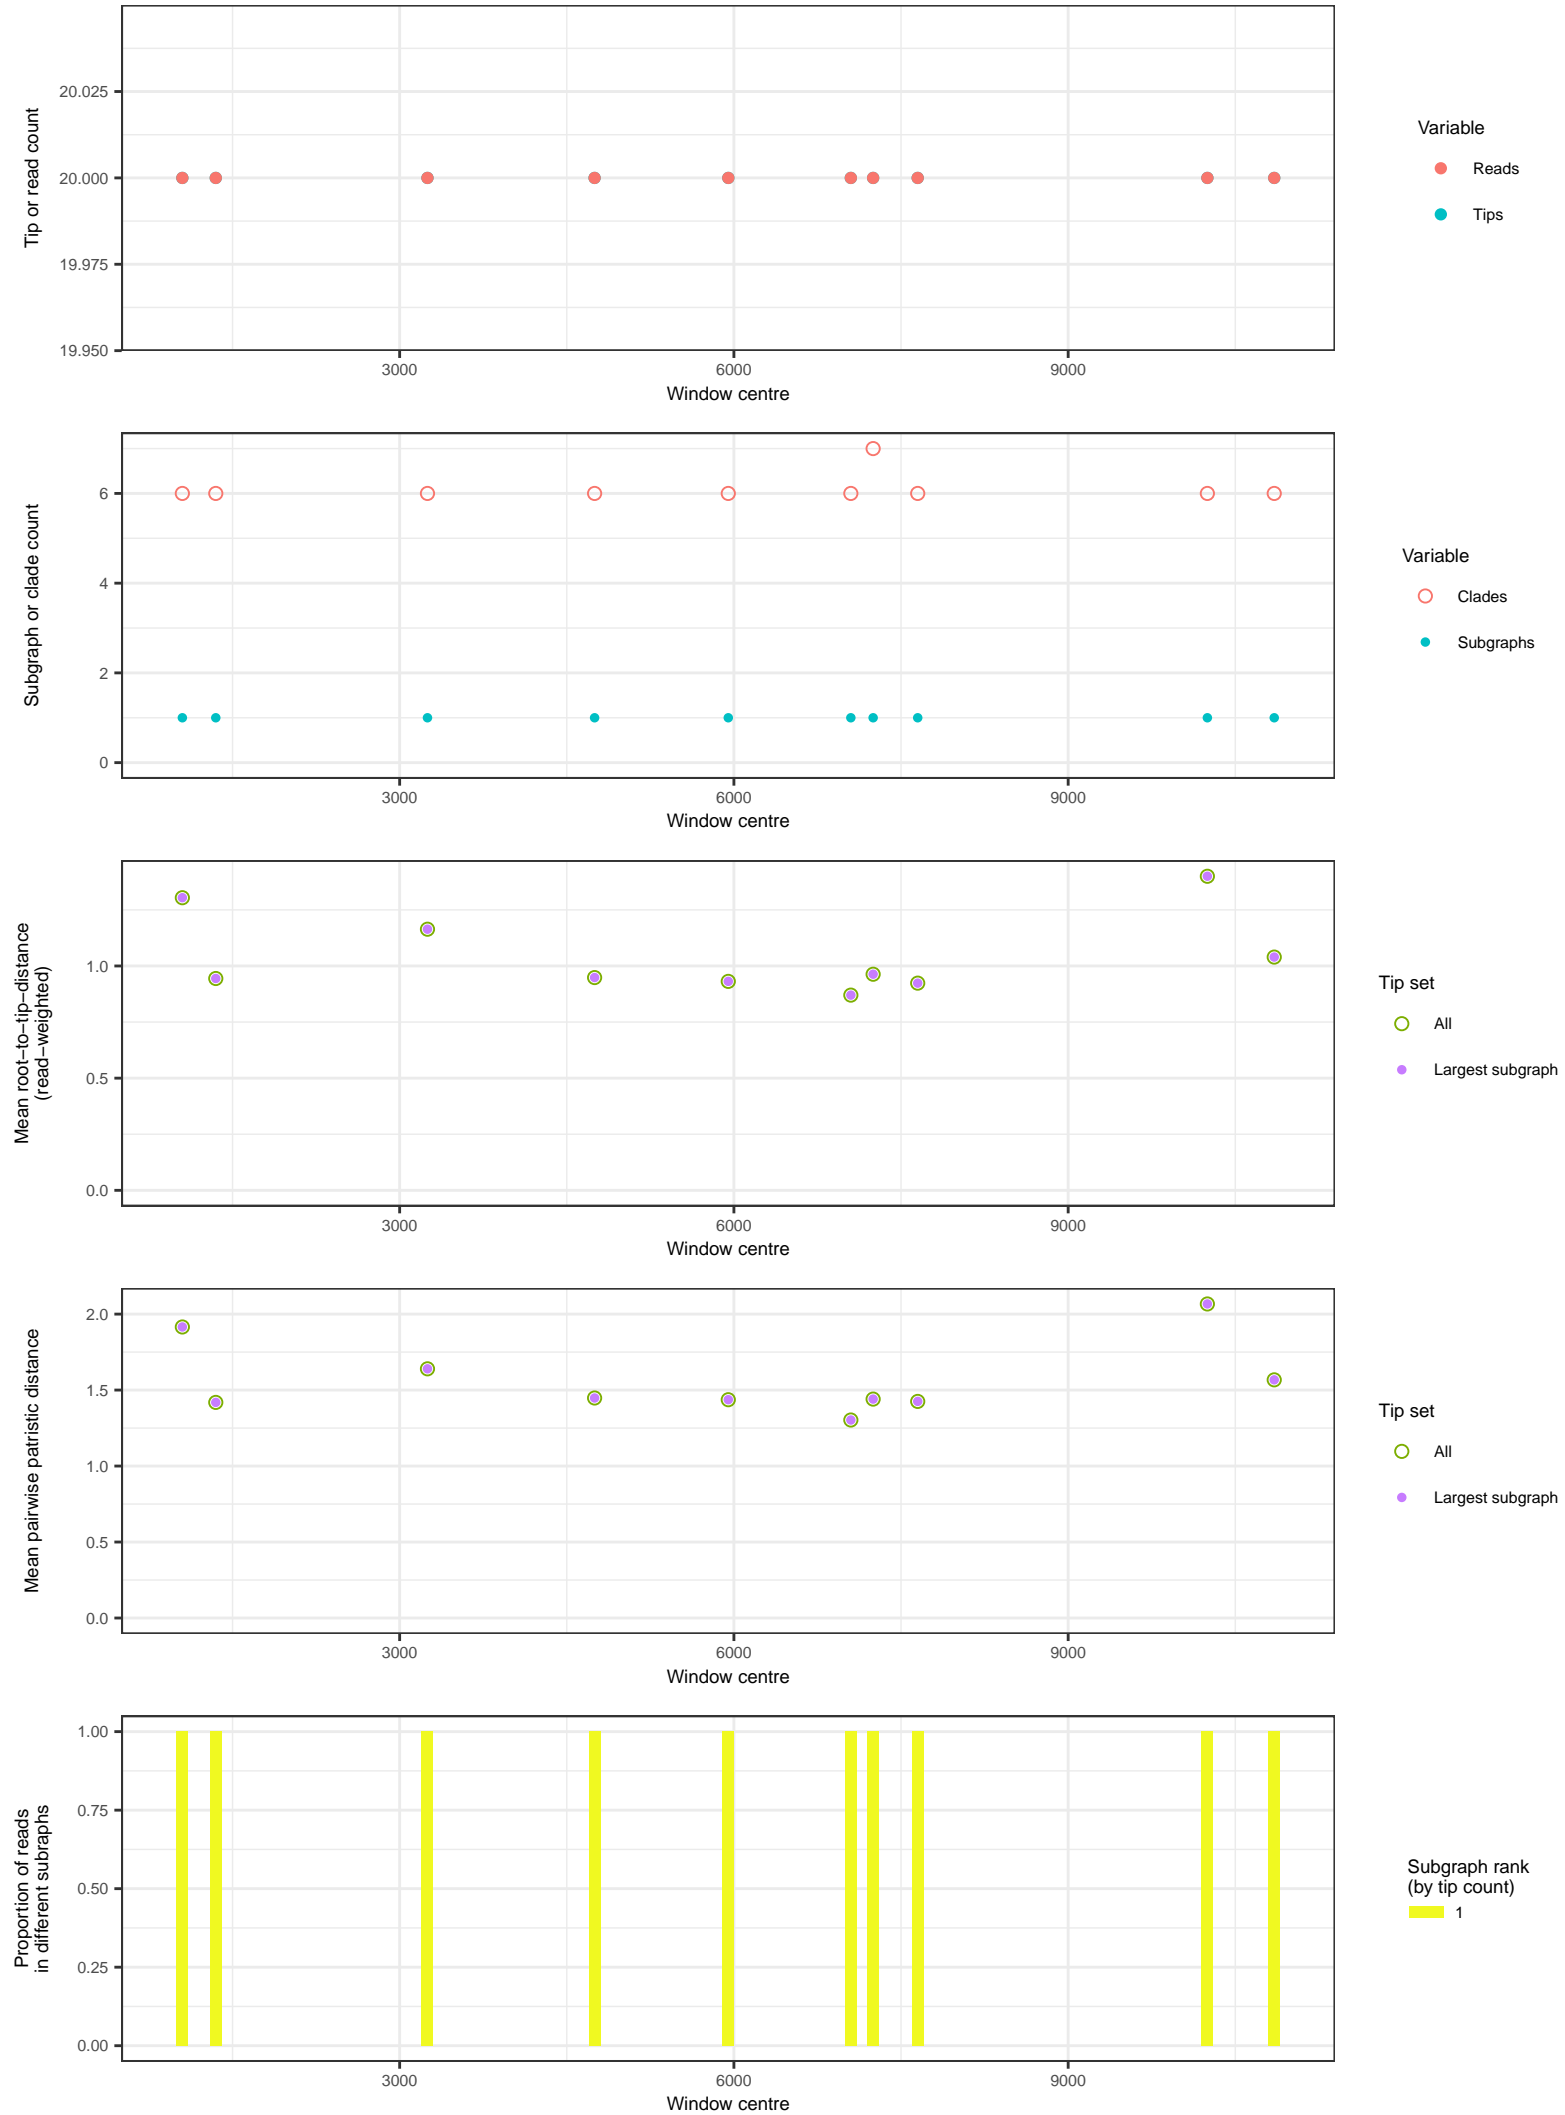 Tip or read count
20.025
20.000
19.975
19.950
3000
6000
9000
Window centre
Variable
Reads
Tips
Subgraph or clade count
6
4
2
0
3000
6000
9000
Window centre
Variable
Clades
Subgraphs
Mean root−to−tip−distance
(read−weighted)
1.0
0.5
0.0
3000
6000
9000
Window centre
Tip set
All
Largest subgraph
Mean pairwise patristic distance
2.0
1.5
1.0
0.5
0.0
3000
6000
9000
Window centre
Tip set
All
Largest subgraph
Proportion of reads
in different subraphs
1.00
0.75
0.50
0.25
0.00
3000
6000
9000
Window centre
Subgraph rank
(by tip count)
1